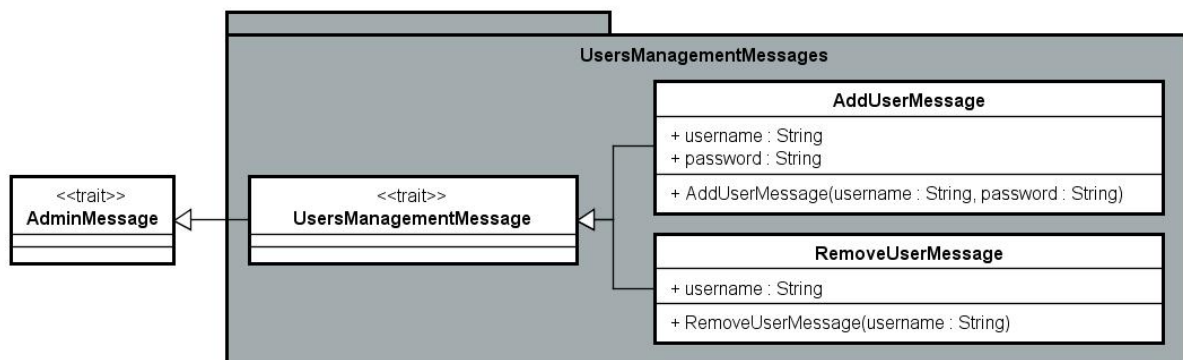 UsersManagementMessages
AddUserMessage
+ username : String
+ password : String
+ AddUserMessage(username : String, password : String)
<<trait>>
AdminMessage
<<trait>>
UsersManagementMessage
RemoveUserMessage
+ username : String
+ RemoveUserMessage(username : String)